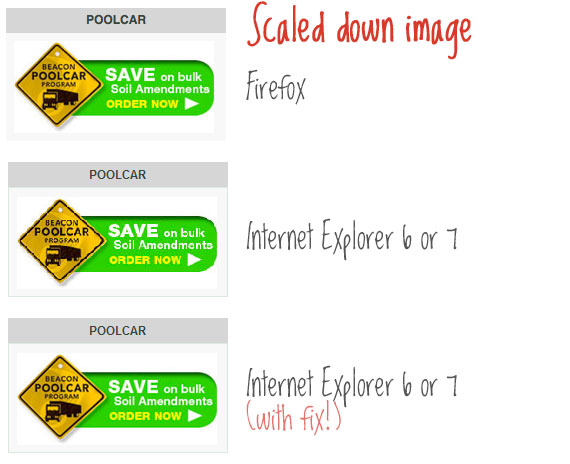 POOLCAR
Scaled down image
BEACON
POOLCAR
PROGRAM
SAVE on bulk
Soil Amendments
ORDER NOW
Firefox
POOLCAR
BEACON
POOLCAR
PROGRAM
SAVE on bulk
Soil Amendments
ORDER NOW
Internet Explorer 6 or 7
POOLCAR
BEACON
POOLCAR
PROGRAM
SAVE on bulk
Soil Amendments
ORDER NOW
Internet Explorer 6 or 7
(with fix!)